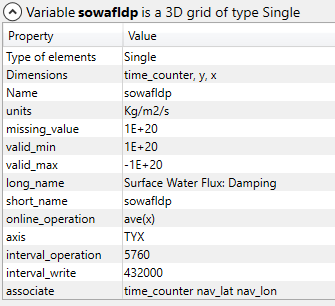 Variable sowafldp is a 3D grid of type Single
Property Value
Type of elements Single
Dimensions time_counter, y, x
Name sowafldp
units Kg/m2/s
missing_value 1E+20
valid_min 1E+20
valid_max -1E+20
long_name Surface Water Flux: Damping
short_name sowafldp
online_operation ave(x)
axis TYX
interval_operation 5760
interval_write 432000
associate time_counter nav_lat nav_lon